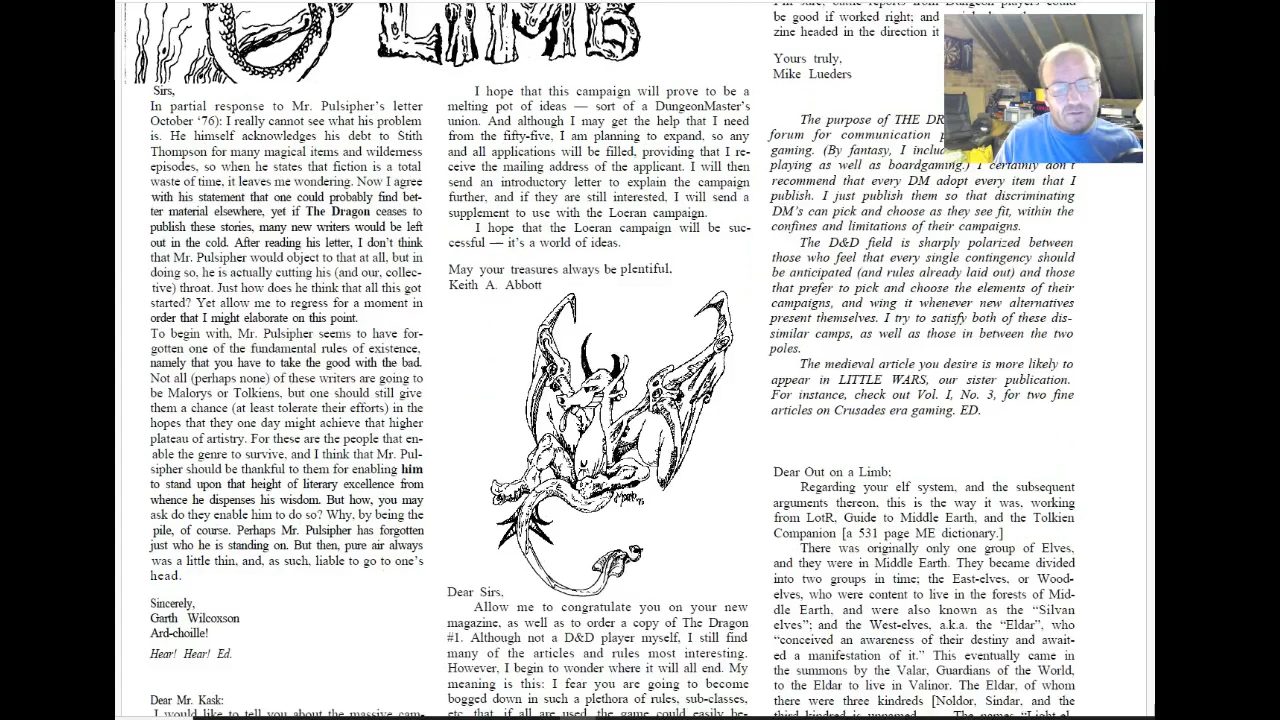 LIMB
Sirs,
In partial response to Mr. Pulsipher's letter
October ‘76): I really cannot see what his problem
is. He himself acknowledges his debt to Stith
Thompson for many magical items and wilderness
episodes, so when he states that fiction is a total
waste of time, it leaves me wondering. Now I agree
with his statement that one could probably find bet-
ter material elsewhere, yet if The Dragon ceases to
publish these stories, many new writers would be left
out in the cold. After reading his letter, I don't think
that Mr. Pulsipher would object to that at all, but in
doing so, he is actually cutting his (and our, collec-
tive) throat. Just how does he think that all this got
started? Yet allow me to regress for a moment in
order that I might elaborate on this point.
To begin with, Mr. Pulsipher seems to have for-
gotten one of the fundamental rules of existence,
namely that you have to take the good with the bad.
Not all (perhaps none) of these writers are going to
be Malorys or Tolkiens, but one should still give
them a chance (at least tolerate their efforts) in the
hopes that they one day might achieve that higher
plateau of artistry. For these are the people that en-
able the genre to survive, and I think that Mr. Pul-
sipher should be thankful to them for enabling him
to stand upon that height of literary excellence from
whence he dispenses his wisdom. But how, you may
ask do they enable him to do so? Why, by being the
pile, of course. Perhaps Mr. Pulsipher has forgotten
just who he is standing on. But then, pure air always
was a little thin, and, as such, liable to go to one's
head.
Sincerely,
Garth Wilcoxson
Ard-choille!
Hear! Hear! Ed.
Dear Mr. Kask:
I would like to tell you about the massive cam-
I hope that this campaign will prove to be a
melting pot of ideas — sort of a DungeonMaster's
union. And although I may get the help that I need
from the fifty-five, I am planning to expand, so any
and all applications will be filled, providing that I re-
ceive the mailing address of the applicant. I will then
send an introductory letter to explain the campaign
further, and if they are still interested, I will send a
supplement to use with the Loeran campaign.
I hope that the Loeran campaign will be suc-
cessful — it's a world of ideas.
May your treasures always be plentiful.
Keith A. Abbott
Dear Sirs,
Allow me to congratulate you on your new
magazine, as well as to order a copy of The Dragon
#1. Although not a D&D player myself, I still find
many of the articles and rules most interesting.
However, I begin to wonder where it will all end. My
meaning is this: I fear you are going to become
bogged down in such a plethora of rules, sub-classes,
etc. that, if all are used, the game could easily be-
I'm sure, battle reports from Dungeon players could
be good if worked right; and
zine headed in the direction it
Yours truly,
Mike Lueders
The purpose of THE DR
forum for communication
gaming. (By fantasy, I inclu
playing as well as boardgaming.) I certainly don't
recommend that every DM adopt every item that I
publish. I just publish them so that discriminating
DM's can pick and choose as they see fit, within the
confines and limitations of their campaigns.
The D&D field is sharply polarized between
those who feel that every single contingency should
be anticipated (and rules already laid out) and those
that prefer to pick and choose the elements of their
campaigns, and wing it whenever new alternatives
present themselves. I try to satisfy both of these dis-
similar camps, as well as those in between the two
poles.
The medieval article you desire is more likely to
appear in LITTLE WARS, our sister publication.
For instance, check out Vol. I, No. 3, for two fine
articles on Crusades era gaming. ED.
Dear Out on a Limb:
Regarding your elf system, and the subsequent
arguments thereon, this is the way it was, working
from LotR, Guide to Middle Earth, and the Tolkien
Companion [a 531 page ME dictionary.]
There was originally only one group of Elves,
and they were in Middle Earth. They became divided
into two groups in time; the East-elves, or Wood-
elves, who were content to live in the forests of Mid-
dle Earth, and were also known as the “Silvan
elves”; and the West-elves, a.k.a. the “Eldar”, who
“conceived an awareness of their destiny and await-
ed a manifestation of it.” This eventually came in
the summons by the Valar, Guardians of the World,
to the Eldar to live in Valinor. The Eldar, of whom
there were three kindreds [Noldor, Sindar, and the